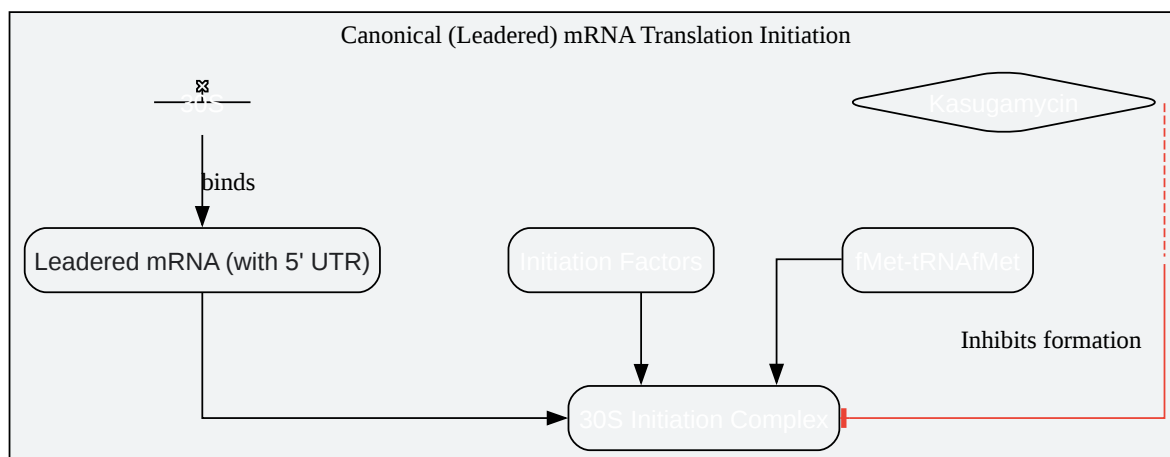 Canonical (Leadered) mRNA Translation Initiation
30S
Kasugamycin
binds
Leadered mRNA (with 5' UTR)
Initiation Factors
fMet-tRNAfMet
Inhibits formation
30S Initiation Complex